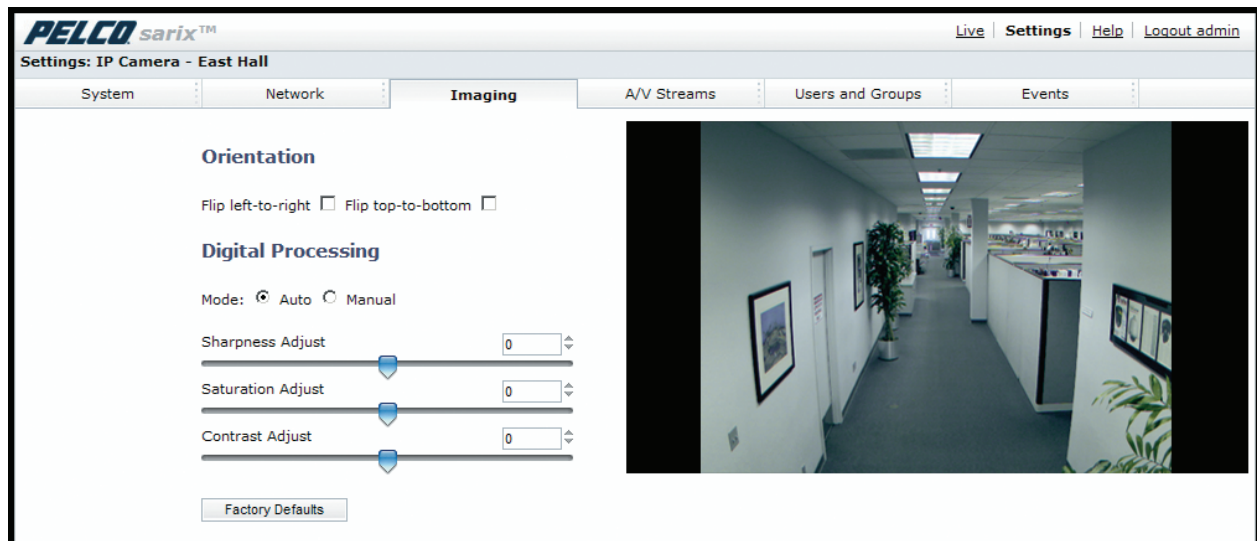 PELCO sarix™
Live | Settings | Help | Logout admin
Settings: IP Camera - East Hall
System Network Imaging A/V Streams Users and Groups Events
Orientation
Flip left-to-right Flip top-to-bottom
Digital Processing
Mode: Auto Manual
Sharpness Adjust 0
Saturation Adjust 0
Contrast Adjust 0
Factory Defaults